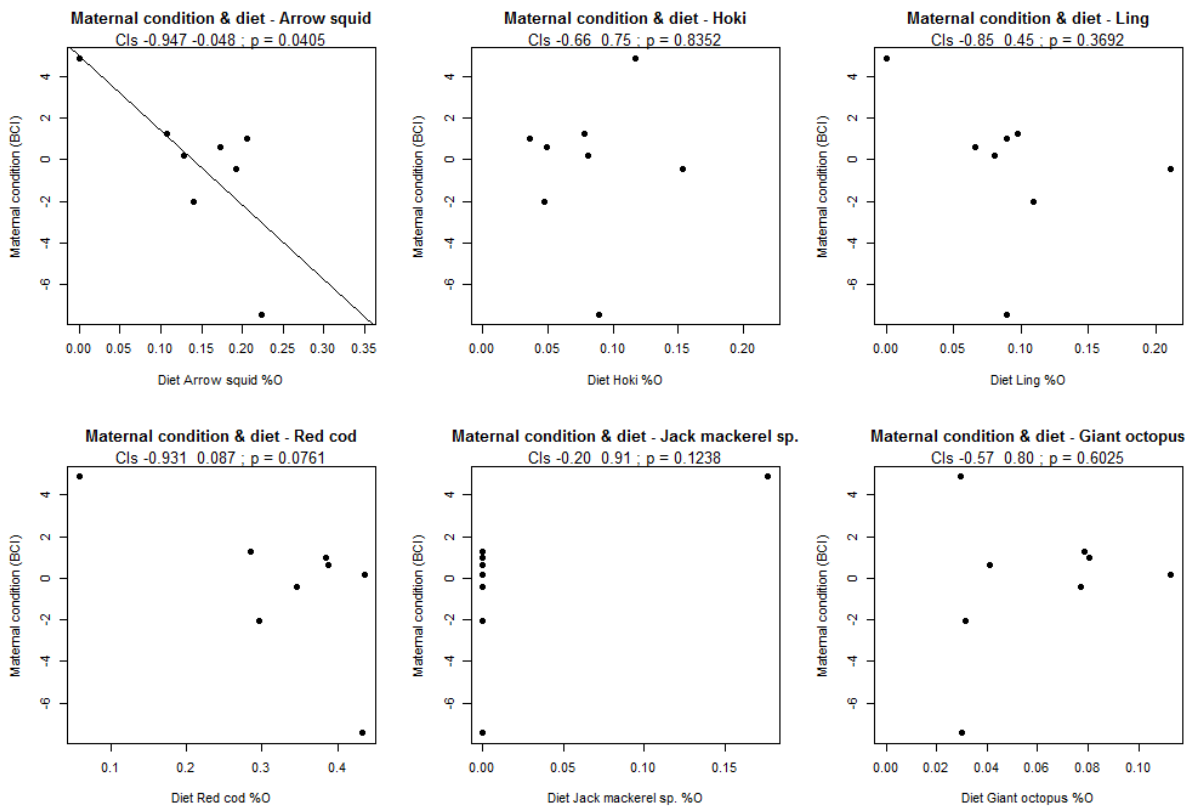 Maternal condition & diet - Arrow squid
CIs -0.947 -0.048 ; p = 0.0405
4
2
0
-2
-4
-6
Maternal condition (BCI)
0.00 0.05 0.10 0.15 0.20 0.25 0.30 0.35
Diet Arrow squid %O
Maternal condition & diet - Hoki
CIs -0.66 0.75 ; p = 0.8352
4
2
0
-2
-4
-6
Maternal condition (BCI)
0.00 0.05 0.10 0.15 0.20
Diet Hoki %O
Maternal condition & diet - Ling
CIs -0.85 0.45 ; p = 0.3692
4
2
0
-2
-4
-6
Maternal condition (BCI)
0.00 0.05 0.10 0.15 0.20
Diet Ling %O
Maternal condition & diet - Red cod
CIs -0.931 0.087 ; p = 0.0761
4
2
0
-2
-4
-6
Maternal condition (BCI)
0.1 0.2 0.3 0.4
Diet Red cod %O
Maternal condition & diet - Jack mackerel sp.
CIs -0.20 0.91 ; p = 0.1238
4
2
0
-2
-4
-6
Maternal condition (BCI)
0.00 0.05 0.10 0.15
Diet Jack mackerel sp. %O
Maternal condition & diet - Giant octopus
CIs -0.57 0.80 ; p = 0.6025
4
2
0
-2
-4
-6
Maternal condition (BCI)
0.00 0.02 0.04 0.06 0.08 0.10
Diet Giant octopus %O